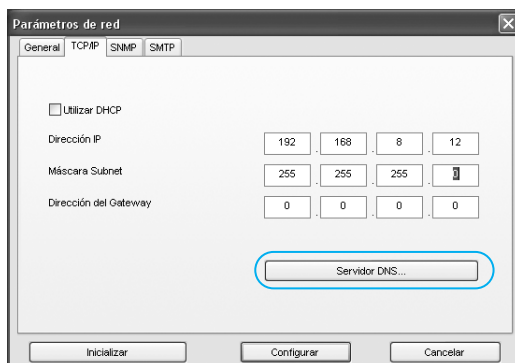 Parámetros de red
General TCP/IP SNMP SMTP
Utilizar DHCP
Dirección IP 192 . 168 . 8 . 12
Máscara Subnet 255 . 255 . 255 . 0
Dirección del Gateway 0 . 0 . 0 . 0
Servidor DNS...
Inicializar Configurar Cancelar